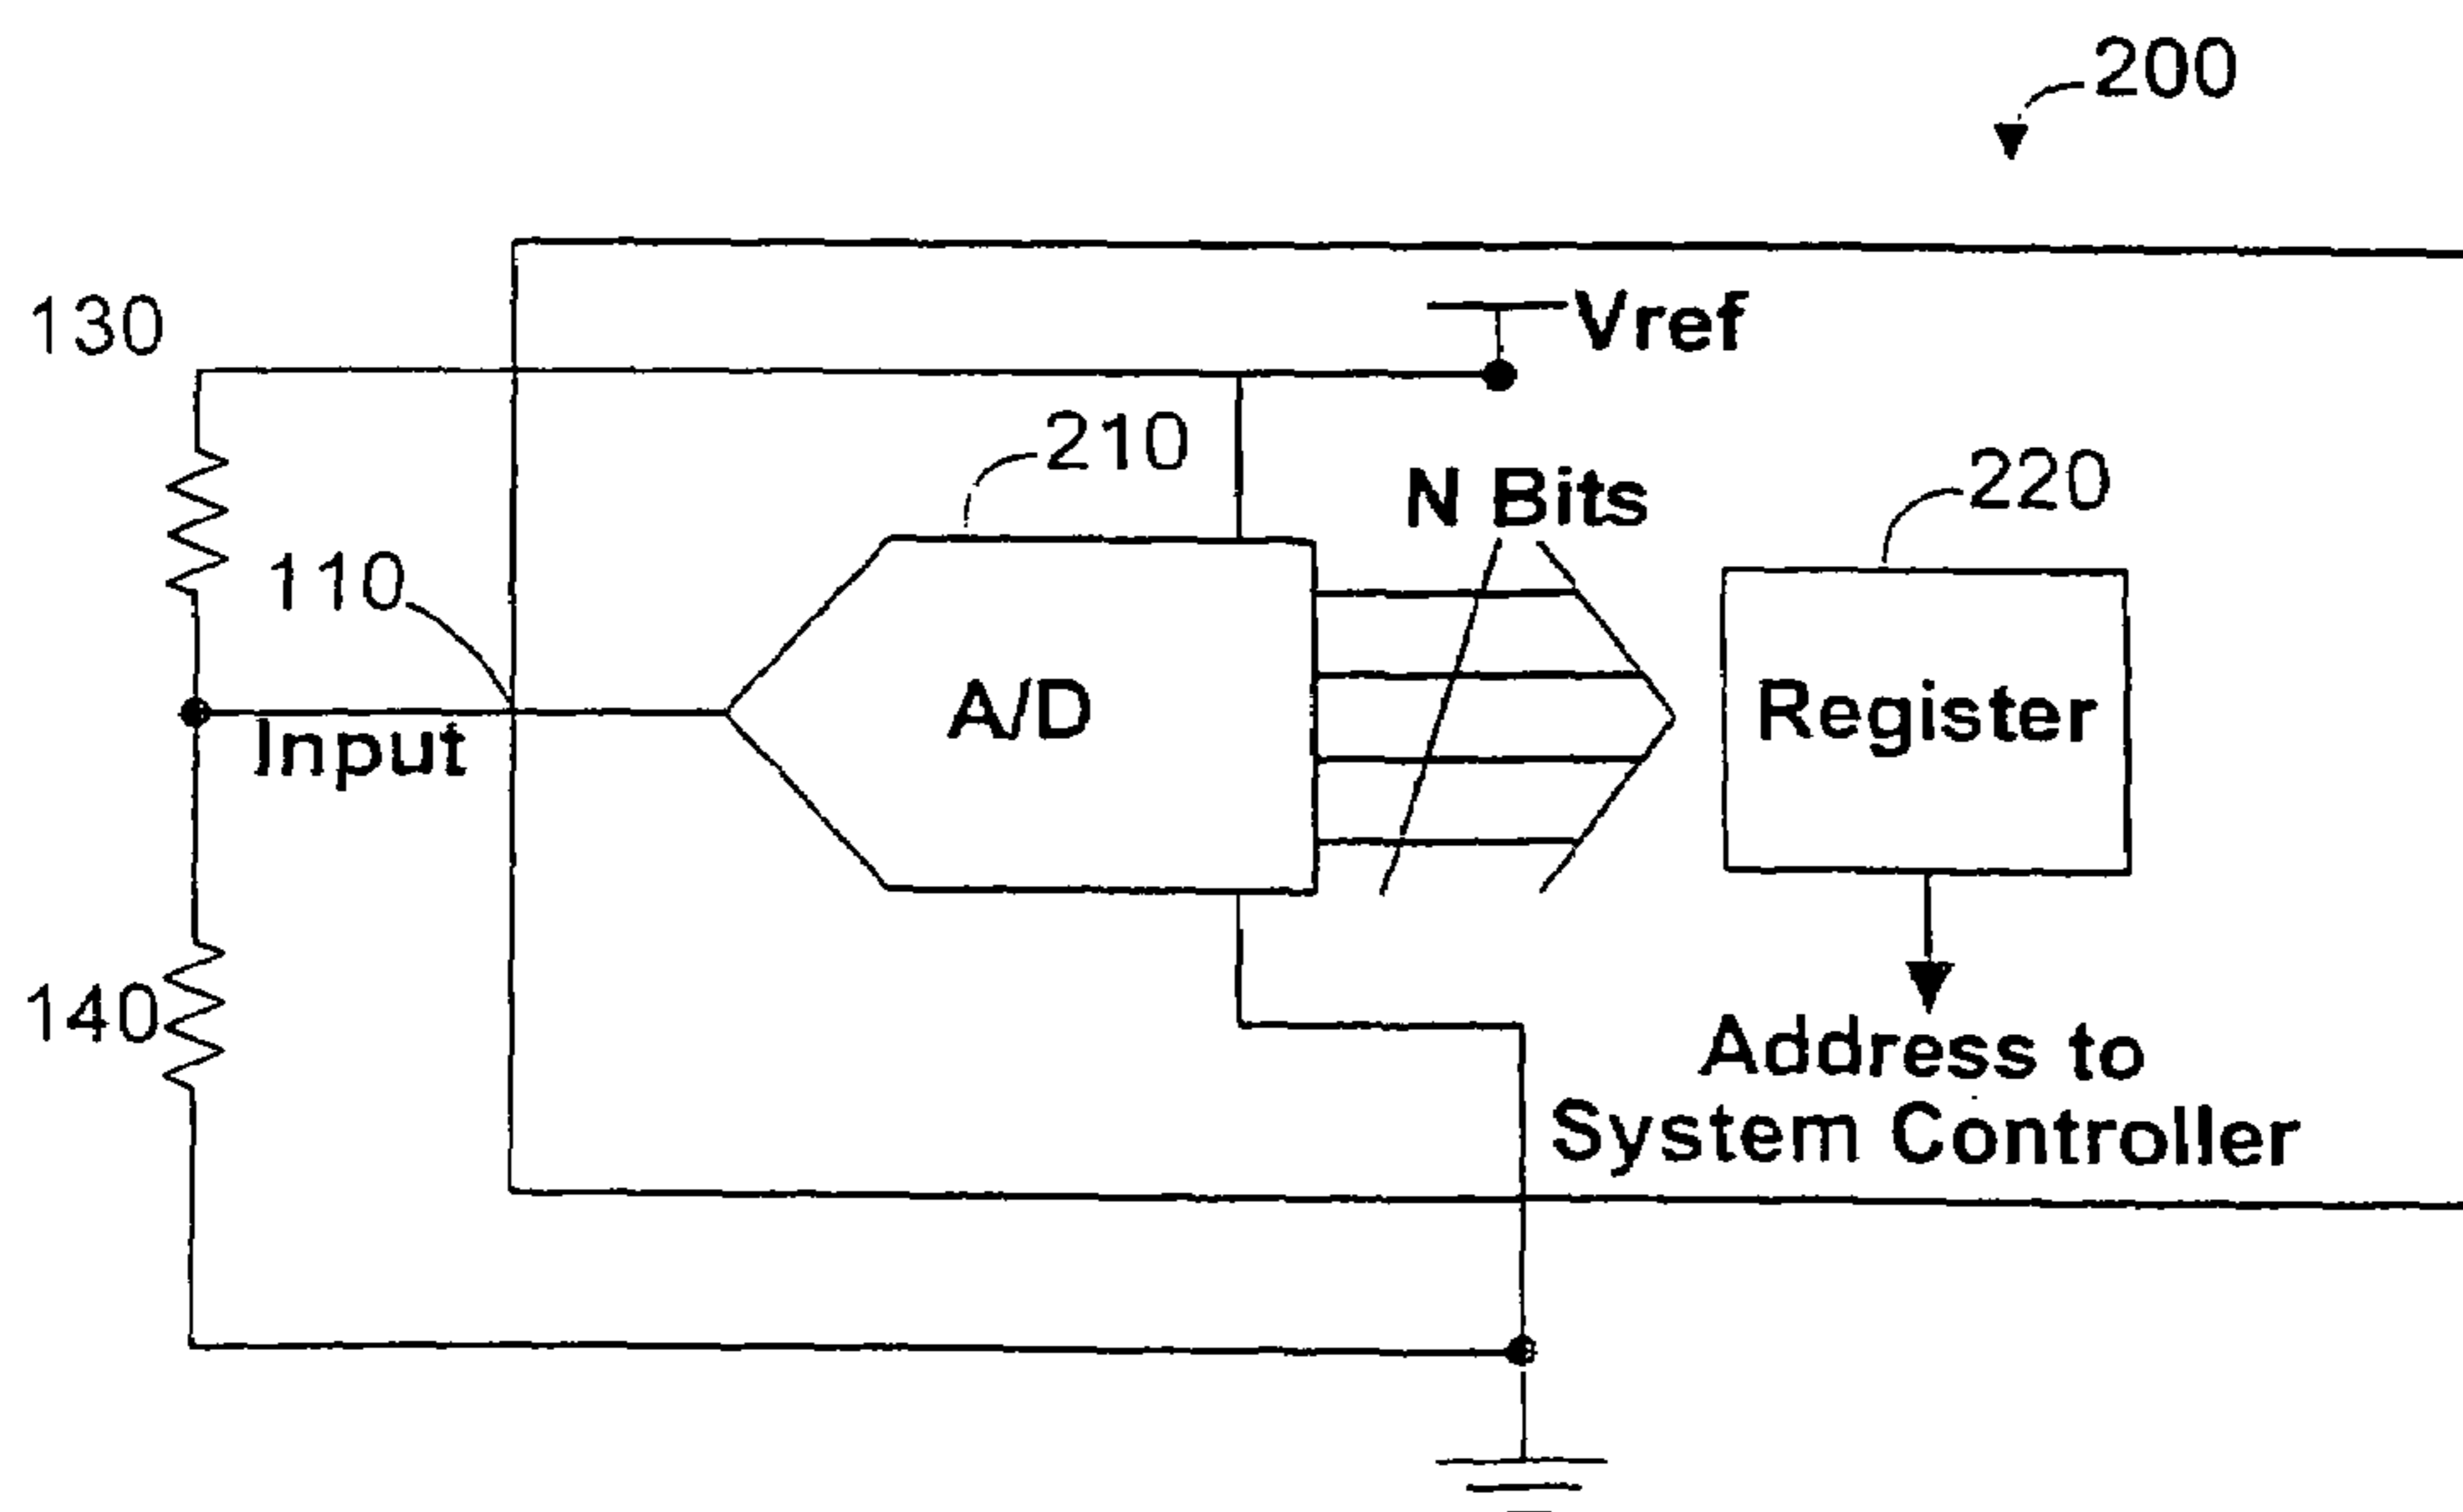 200
130
Vref
210
N Bits
220
110
A/D
Register
Input
140
Address to
System Controller